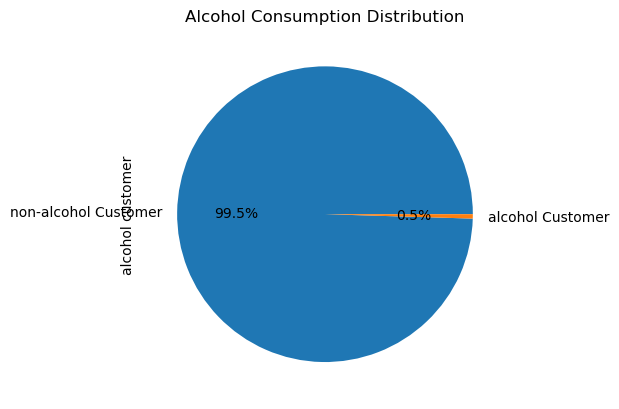 Alcohol Consumption Distribution
non-alcohol Customer
alcohol customer
99.5%
0.5%
alcohol Customer